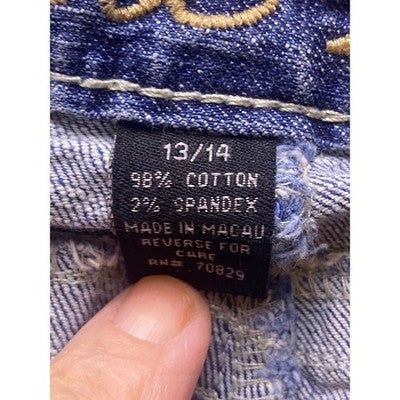 13/14
98% COTTON
2% SPANDEX
MADE IN MACAU
REVERSE FOR
CARE
RN#. 70829